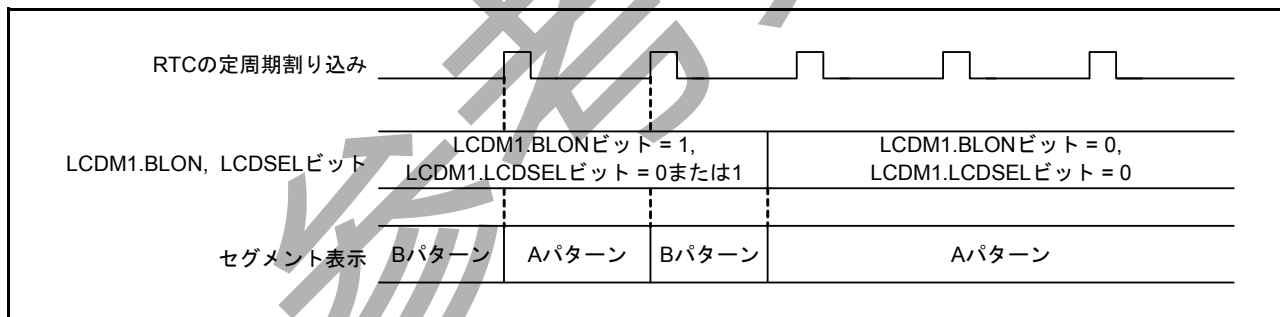 RTCの定周期割り込み
LCDM1.BLON, LCDSELビット
LCDM1.BLONビット = 1,
LCDM1.LCDSELビット = 0または1
LCDM1.BLONビット = 0,
LCDM1.LCDSELビット = 0
セグメント表示
Bパターン
Aパターン
Bパターン
Aパターン